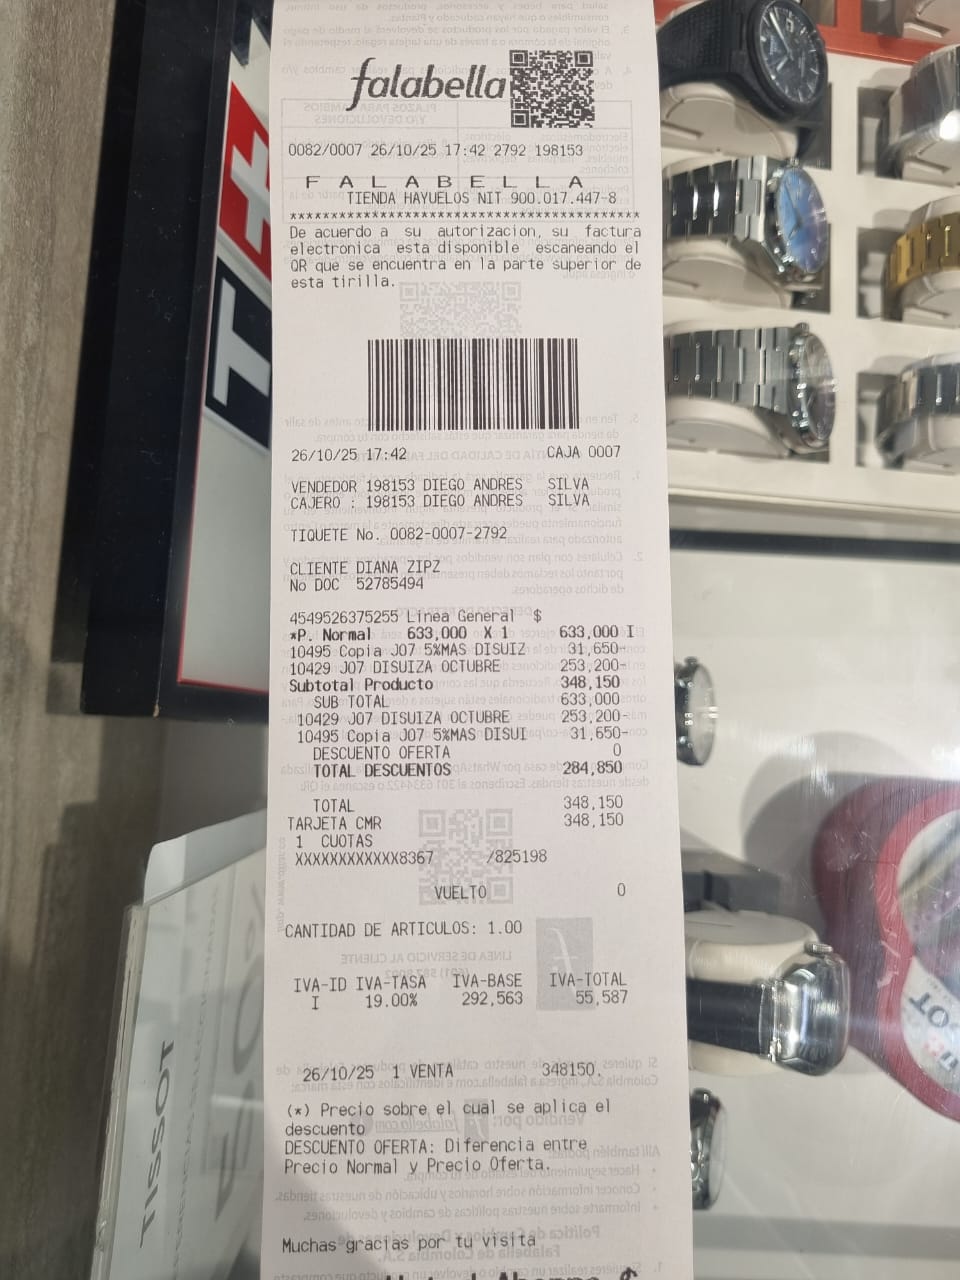 falabella
0082/0007 26/10/25 17:42 2792 198153
F A L A B E L L A
TIENDA HAYUELOS NIT 900.017.447-8
******************************************
De acuerdo a su autorizacion, su factura
electronica esta disponible escaneando el
QR que se encuentra en la parte superior de
esta tirilla.
26/10/25 17:42 CAJA 0007
VENDEDOR 198153 DIEGO ANDRES SILVA
CAJERO : 198153 DIEGO ANDRES SILVA
TIQUETE No. 0082-0007-2792
CLIENTE DIANA ZIPZ
No DOC 52785494
4549526375255 Linea General $
*P. Normal 633,000 X 1 633,000 I
10495 Copia J07 5%MAS DISUIZ 31,650-
10429 J07 DISUIZA OCTUBRE 253,200-
Subtotal Producto 348,150
SUB TOTAL 633,000
10429 J07 DISUIZA OCTUBRE 253,200-
10495 Copia J07 5%MAS DISUI 31,650-
DESCUENTO OFERTA 0
TOTAL DESCUENTOS 284,850
TOTAL 348,150
TARJETA CMR 348,150
1 CUOTAS
XXXXXXXXXXXX8367 /825198
VUELTO 0
CANTIDAD DE ARTICULOS: 1.00
IVA-ID IVA-TASA IVA-BASE IVA-TOTAL
I 19.00% 292,563 55,587
26/10/25 1 VENTA 348150.
(*) Precio sobre el cual se aplica el
descuento
DESCUENTO OFERTA: Diferencia entre
Precio Normal y Precio Oferta.
Muchas gracias por tu visita
TISSOT